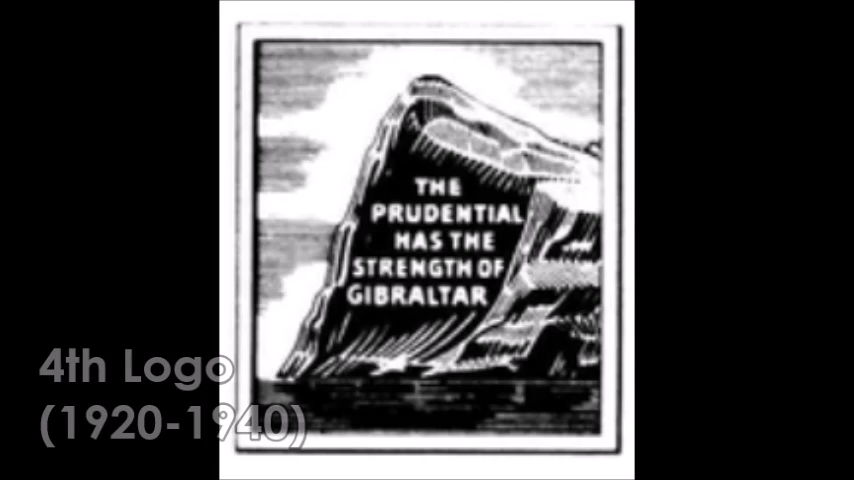 THE
PRUDENTIAL
HAS THE
STRENGTH OF
GIBRALTAR
4th Logo
(1920-1940)